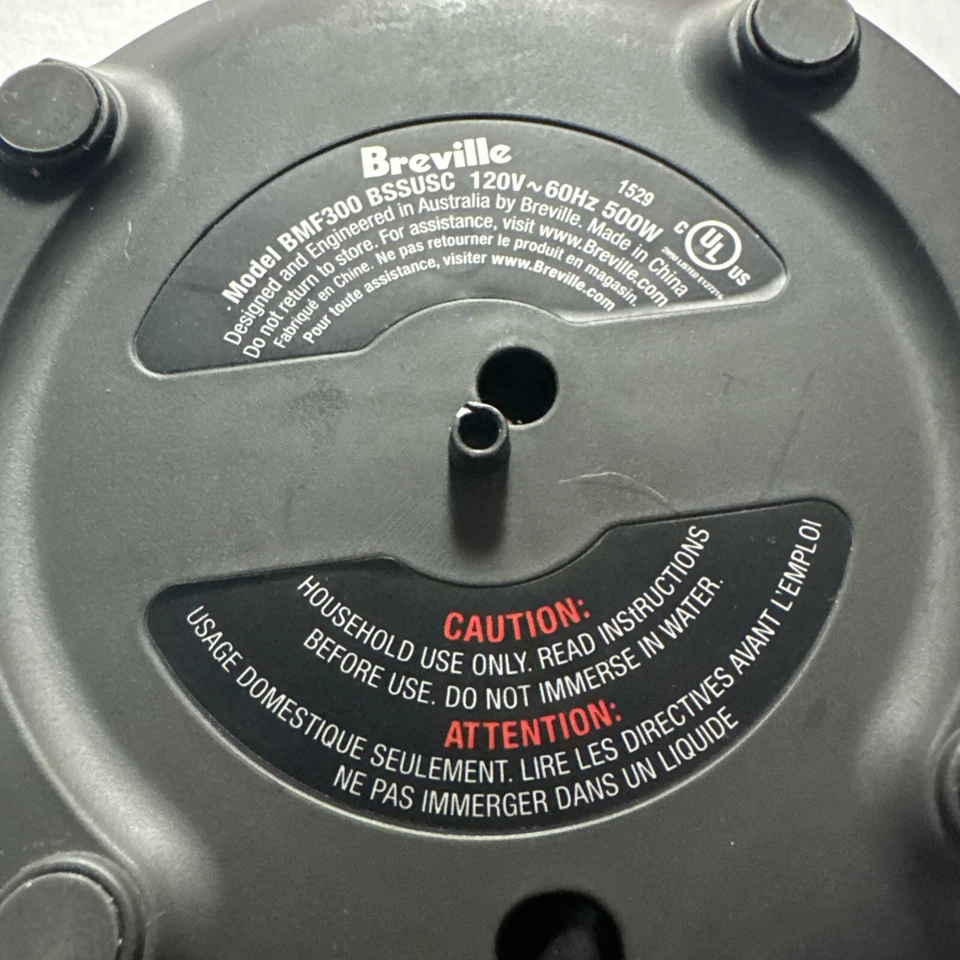 Breville
1529
Model BMF300 BSSUSC 120V~60Hz 500W
Designed and Engineered in Australia by Breville. Made in China
Do not return to store. For assistance, visit www.Breville.com
Fabriqué en Chine. Ne pas retourner le produit en magasin.
Pour toute assistance, visiter www.Breville.com
C UL US
LISTED
CAUTION:
HOUSEHOLD USE ONLY. READ INStRUCTIONS
BEFORE USE. DO NOT IMMERSE IN WATER.
ATTENTION:
USAGE DOMESTIQUE SEULEMENT. LIRE LES DIRECTIVES AVANT L'EMPLOI
NE PAS IMMERGER DANS UN LIQUIDE